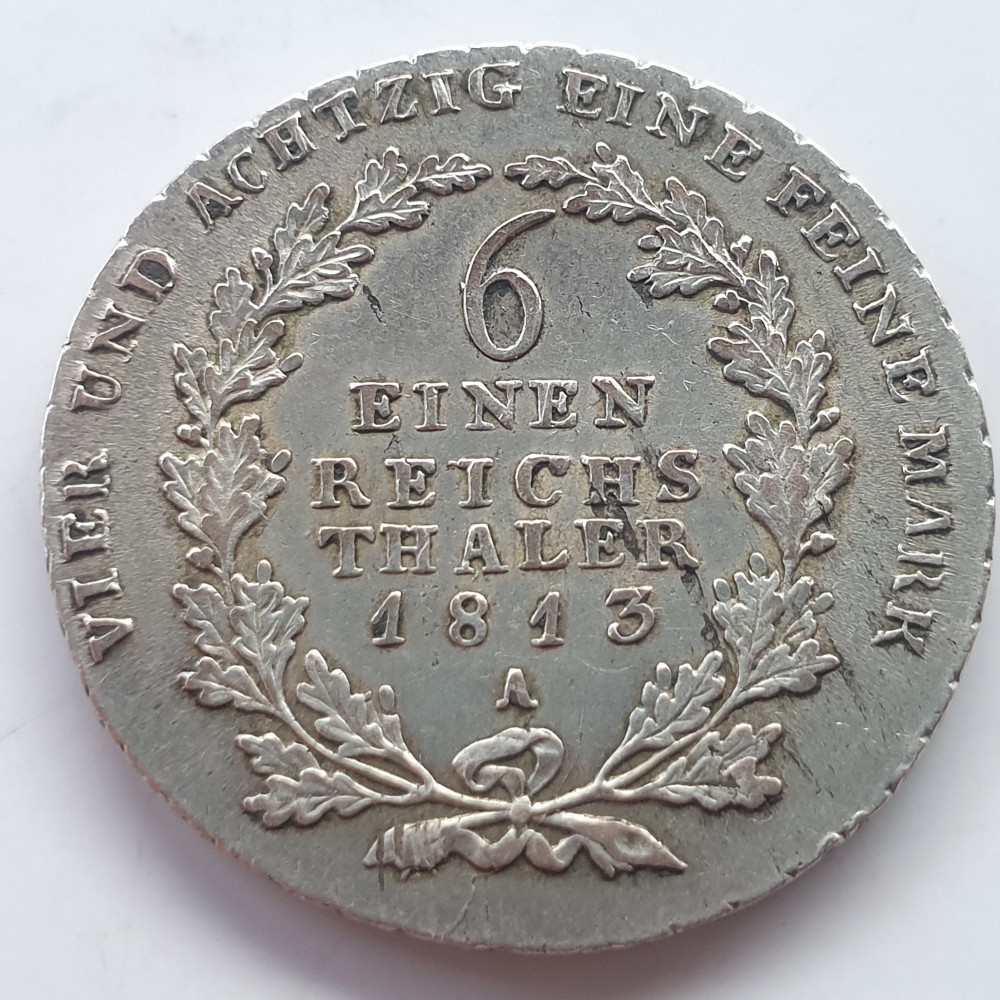 VIER UND ACHTZIG EINE FEINE MARK
6
EINEN
REICHS
THALER
1813
A